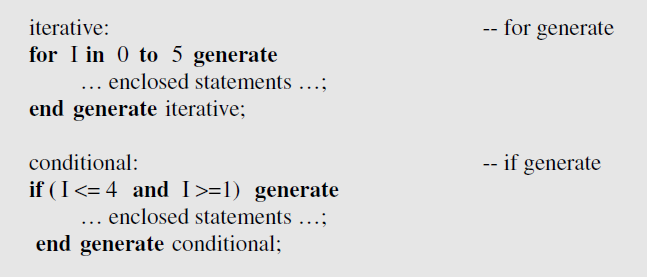 iterative: -- for generate
for I in 0 to 5 generate
… enclosed statements …;
end generate iterative;
conditional: -- if generate
if ( I <= 4 and I >=1) generate
… enclosed statements …;
end generate conditional;